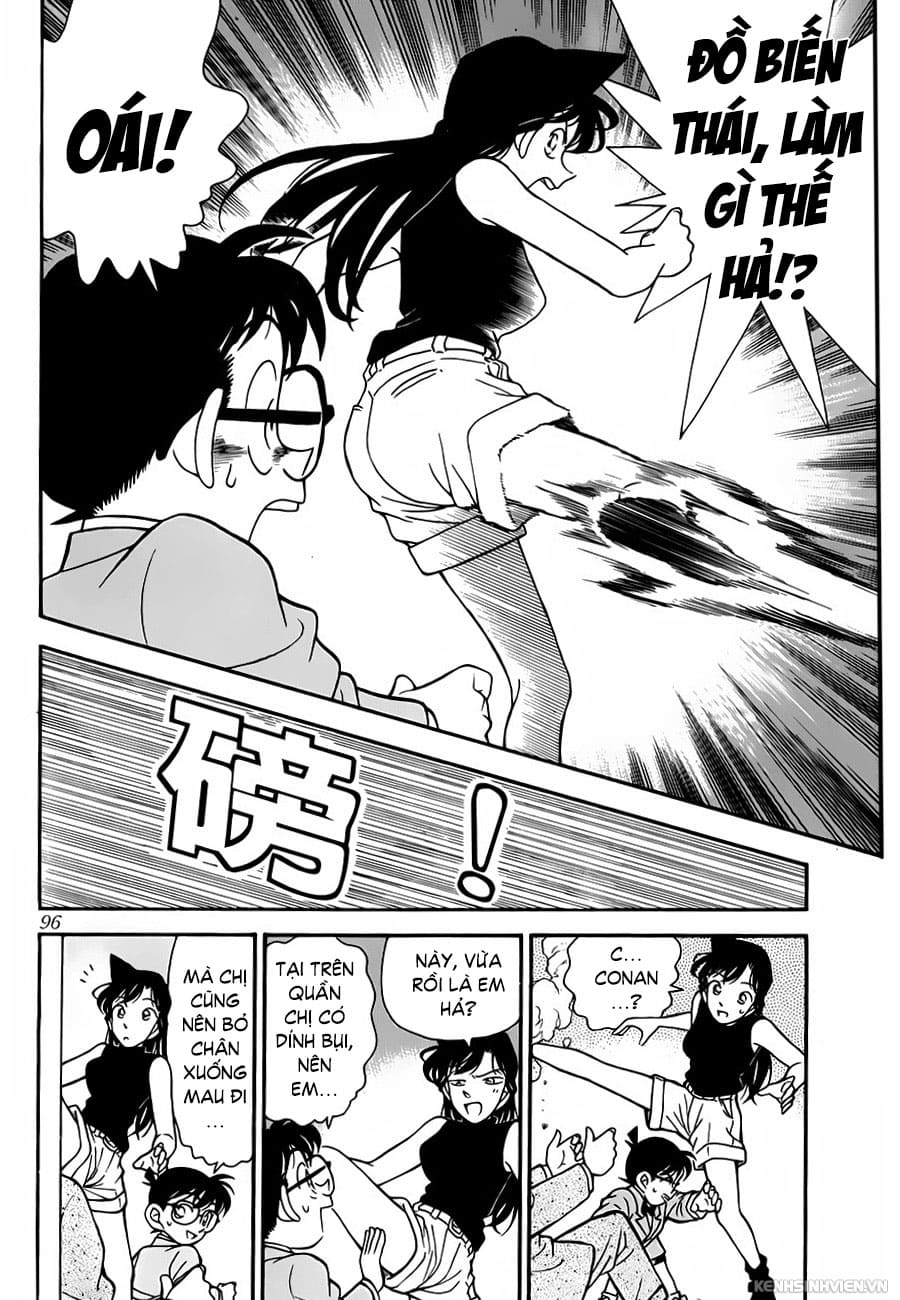 ĐỒ BIẾN
THÁI, LÀM
GÌ THẾ
HẢ!?
OÁI!
磅!
96
C...
CONAN
...?
NÀY, VỪA
RỒI LÀ EM
HẢ?
TẠI TRÊN
QUẦN
CHỊ CÓ
DÍNH BỤI,
NÊN
EM
...
MÀ CHỊ
CŨNG
NÊN BỎ
CHÂN
XUỐNG
MAU ĐI
...
KENHSINHVIEN.VN